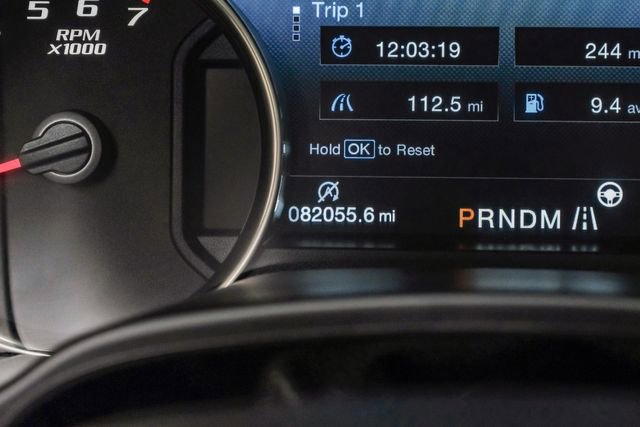 5 6 7
RPM
x1000
Trip 1
12:03:19
244
112.5 mi
9.4
Hold OK to Reset
082055.6 mi
PRNDM